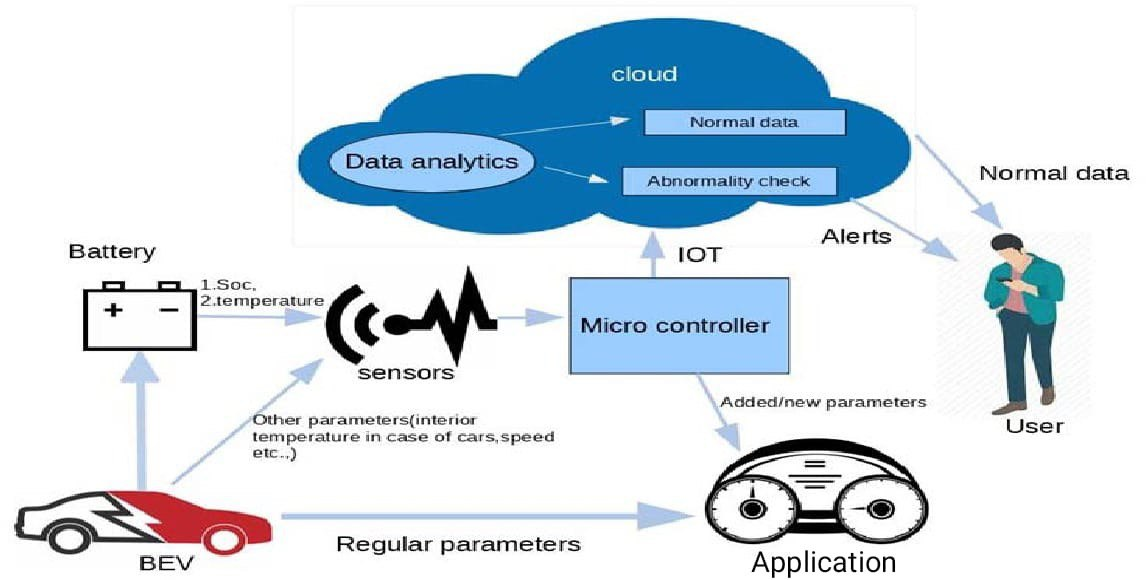 cloud
Normal data
Data analytics
Abnormality check
Normal data
Alerts
Battery
IOT
1.Soc,
2.temperature
+ −
Micro controller
sensors
Added/new parameters
Other parameters(interior
temperature in case of cars,speed
etc.,)
User
Regular parameters
BEV
Application